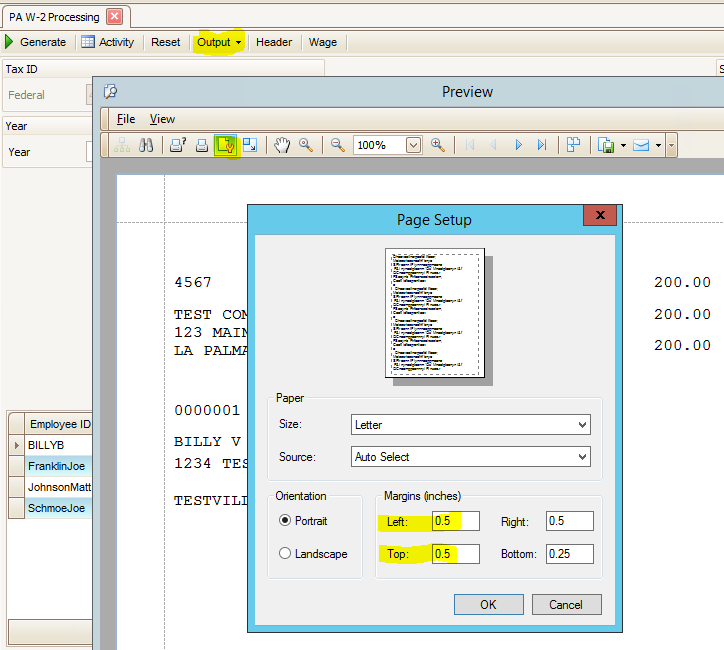 PA W-2 Processing
Generate Activity Reset Output Header Wage
Tax ID
Federal
Year
Year
Preview
File View
100%
4567 200.00
TEST COM 200.00
123 MAIN
LA PALMA 200.00
0000001
BILLY V
1234 TES
TESTVILL
Page Setup
Paper
Size: Letter
Source: Auto Select
Orientation
Portrait
Landscape
Margins (inches)
Left: 0.5 Right: 0.5
Top: 0.5 Bottom: 0.25
OK Cancel
Employee ID
BILLYB
FranklinJoe
JohnsonMatt
SchmoeJoe